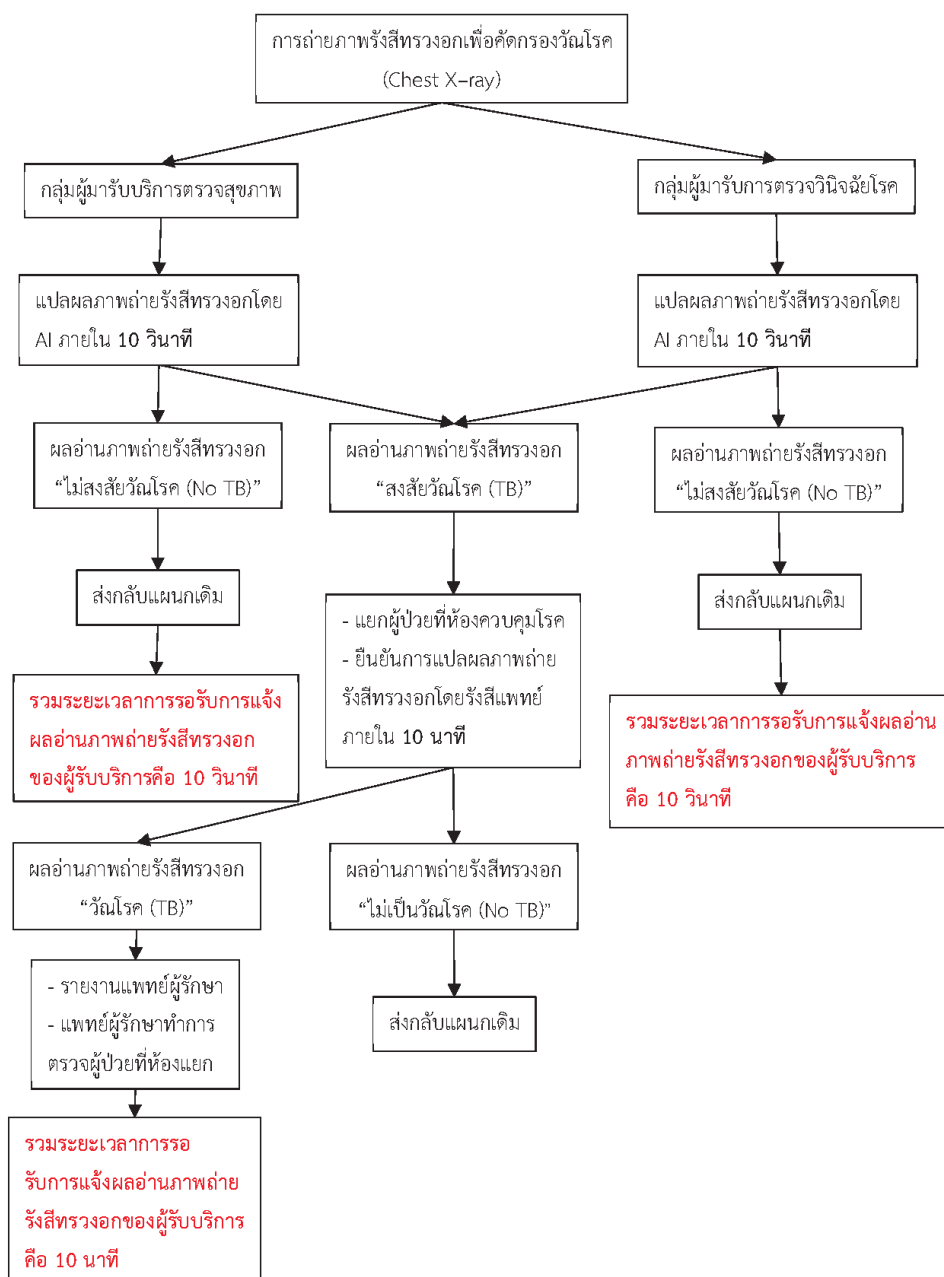 การถ่ายภาพรังสีทรวงอกเพื่อคัดกรองวัณโรค
(Chest X-ray)
กลุ่มผู้มารับบริการตรวจสุขภาพ
กลุ่มผู้มารับการตรวจวินิจฉัยโรค
แปลผลภาพถ่ายรังสีทรวงอกโดย
AI ภายใน 10 วินาที
แปลผลภาพถ่ายรังสีทรวงอกโดย
AI ภายใน 10 วินาที
ผลอ่านภาพถ่ายรังสีทรวงอก
“ไม่สงสัยวัณโรค (No TB)”
ผลอ่านภาพถ่ายรังสีทรวงอก
“สงสัยวัณโรค (TB)”
ผลอ่านภาพถ่ายรังสีทรวงอก
“ไม่สงสัยวัณโรค (No TB)”
ส่งกลับแผนกเดิม
- แยกผู้ป่วยที่ห้องควบคุมโรค
- ยืนยันการแปลผลภาพถ่าย
รังสีทรวงอกโดยรังสีแพทย์
ภายใน 10 นาที
ส่งกลับแผนกเดิม
รวมระยะเวลาการรอรับการแจ้ง
ผลอ่านภาพถ่ายรังสีทรวงอก
ของผู้รับบริการคือ 10 วินาที
รวมระยะเวลาการรอรับการแจ้งผลอ่าน
ภาพถ่ายรังสีทรวงอกของผู้รับบริการ
คือ 10 วินาที
ผลอ่านภาพถ่ายรังสีทรวงอก
“วัณโรค (TB)”
ผลอ่านภาพถ่ายรังสีทรวงอก
“ไม่เป็นวัณโรค (No TB)”
- รายงานแพทย์ผู้รักษา
- แพทย์ผู้รักษาทำการ
ตรวจผู้ป่วยที่ห้องแยก
ส่งกลับแผนกเดิม
รวมระยะเวลาการรอ
รับการแจ้งผลอ่านภาพถ่าย
รังสีทรวงอกของผู้รับบริการ
คือ 10 นาที